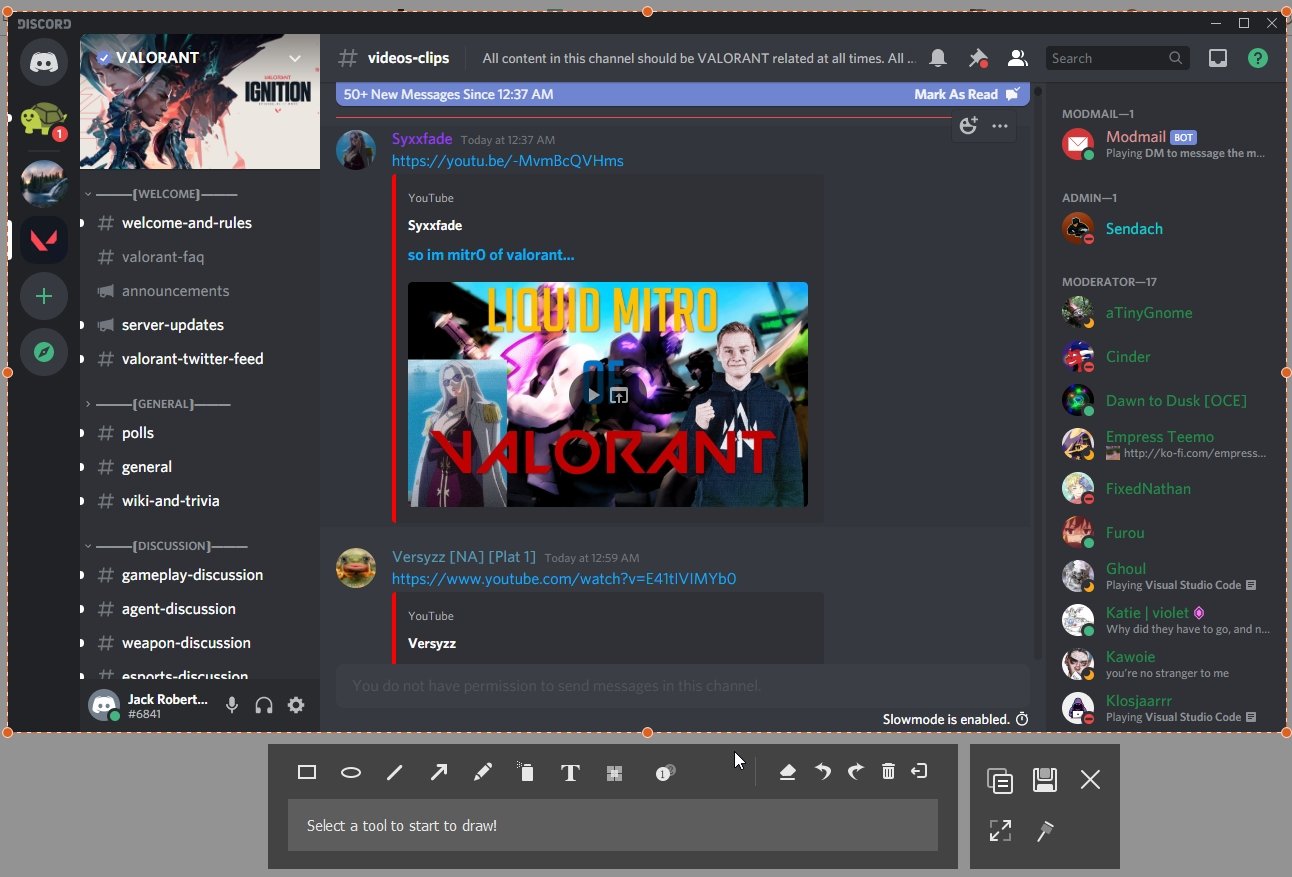 DISCORD
VALORANT
VALORANT
IGNITION
1
[WELCOME]
welcome-and-rules
valorant-faq
announcements
server-updates
valorant-twitter-feed
[GENERAL]
polls
general
wiki-and-trivia
[DISCUSSION]
gameplay-discussion
agent-discussion
weapon-discussion
esports-discussion
Jack Robert...
#6841
videos-clips
All content in this channel should be VALORANT related at all times. All ...
Search
50+ New Messages Since 12:37 AM
Mark As Read
Syxxfade Today at 12:37 AM
https://youtu.be/-MvmBcQVHms
YouTube
Syxxfade
so im mitr0 of valorant...
LIQUID MITRO
OF
VALORANT
Versyzz [NA] [Plat 1] Today at 12:59 AM
https://www.youtube.com/watch?v=E41tIVIMYb0
YouTube
Versyzz
You do not have permission to send messages in this channel.
Slowmode is enabled.
MODMAIL—1
Modmail BOT
Playing DM to message the m...
ADMIN—1
Sendach
MODERATOR—17
aTinyGnome
Cinder
Dawn to Dusk [OCE]
Empress Teemo
http://ko-fi.com/empress...
FixedNathan
Furou
Ghoul
Playing Visual Studio Code
Katie | violet
Why did they have to go, and n...
Kawoie
you're no stranger to me
Klosjaarrr
Playing Visual Studio Code
T
1
Select a tool to start to draw!